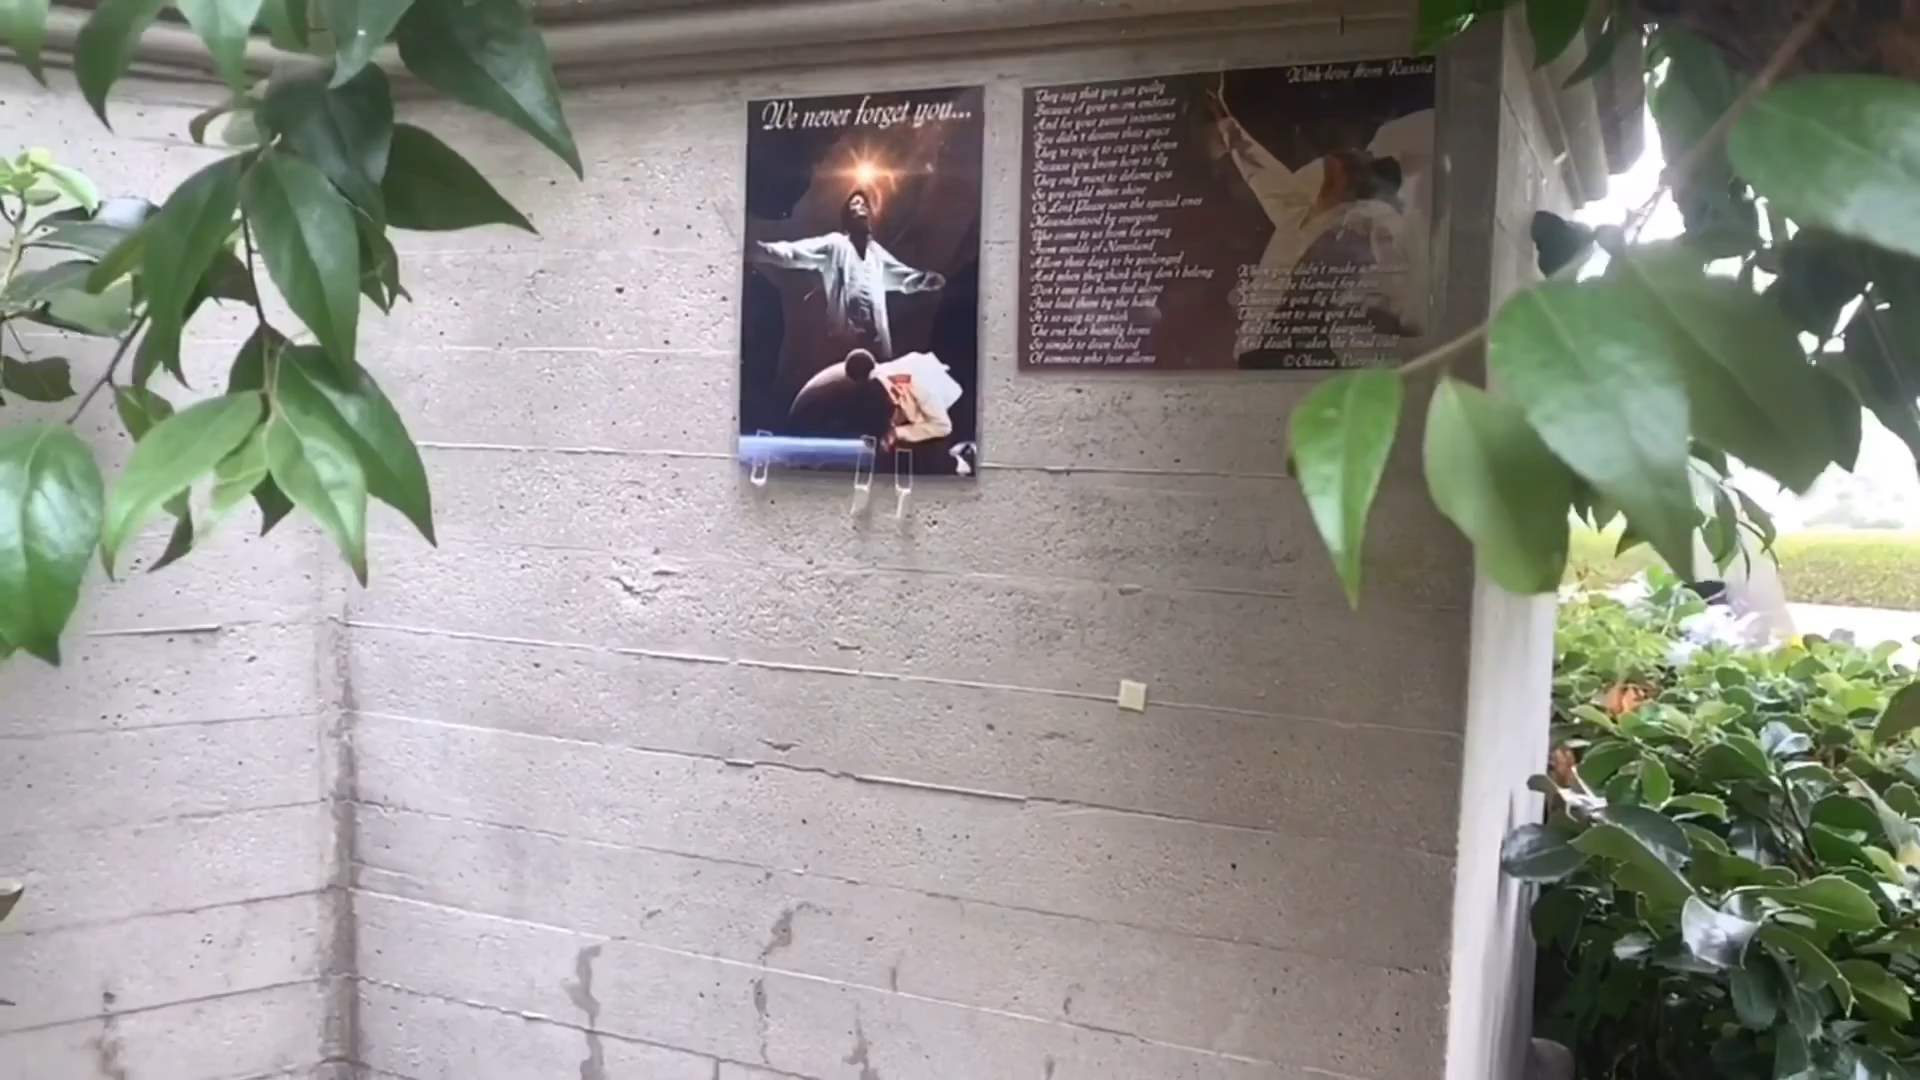 We never forget you...
With love from Russia
They say that you are guilty
Because of your warm embrace
And for your purest intentions
You didn't deserve that grace
They're trying to cut you down
Because you know how to fly
They only want to defame you
So you could never shine
Oh Lord Please save the special ones
Misunderstood by everyone
Who come to us from far away
From worlds of Neverland
Allow their days to be prolonged
And when they think they don't belong
Don't ever let them feel alone
Just lead them by the hand
It's so easy to punish
The one that humbly bows
So simple to draw blood
Of someone who just allows
When you didn't make a
You will be blamed for
Whenever you fly higher
They want to see you fall
And life's never a fairytale
And death makes the final call
© Oksana